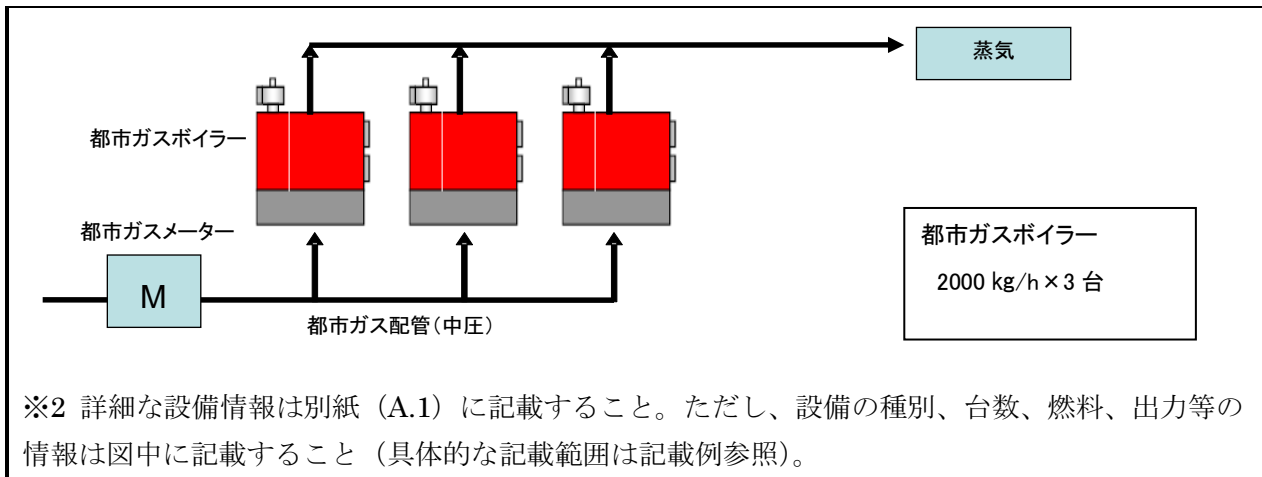 蒸気
都市ガスボイラー
都市ガスメーター
M
都市ガス配管(中圧)
都市ガスボイラー
2000 kg/h×3 台
※2 詳細な設備情報は別紙（A.1）に記載すること。ただし、設備の種別、台数、燃料、出力等の
情報は図中に記載すること（具体的な記載範囲は記載例参照）。